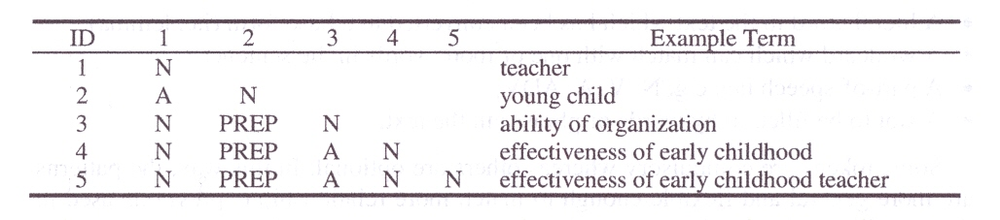 ID 1 2 3 4 5 Example Term
1 N teacher
2 A N young child
3 N PREP N ability of organization
4 N PREP A N effectiveness of early childhood
5 N PREP A N N effectiveness of early childhood teacher